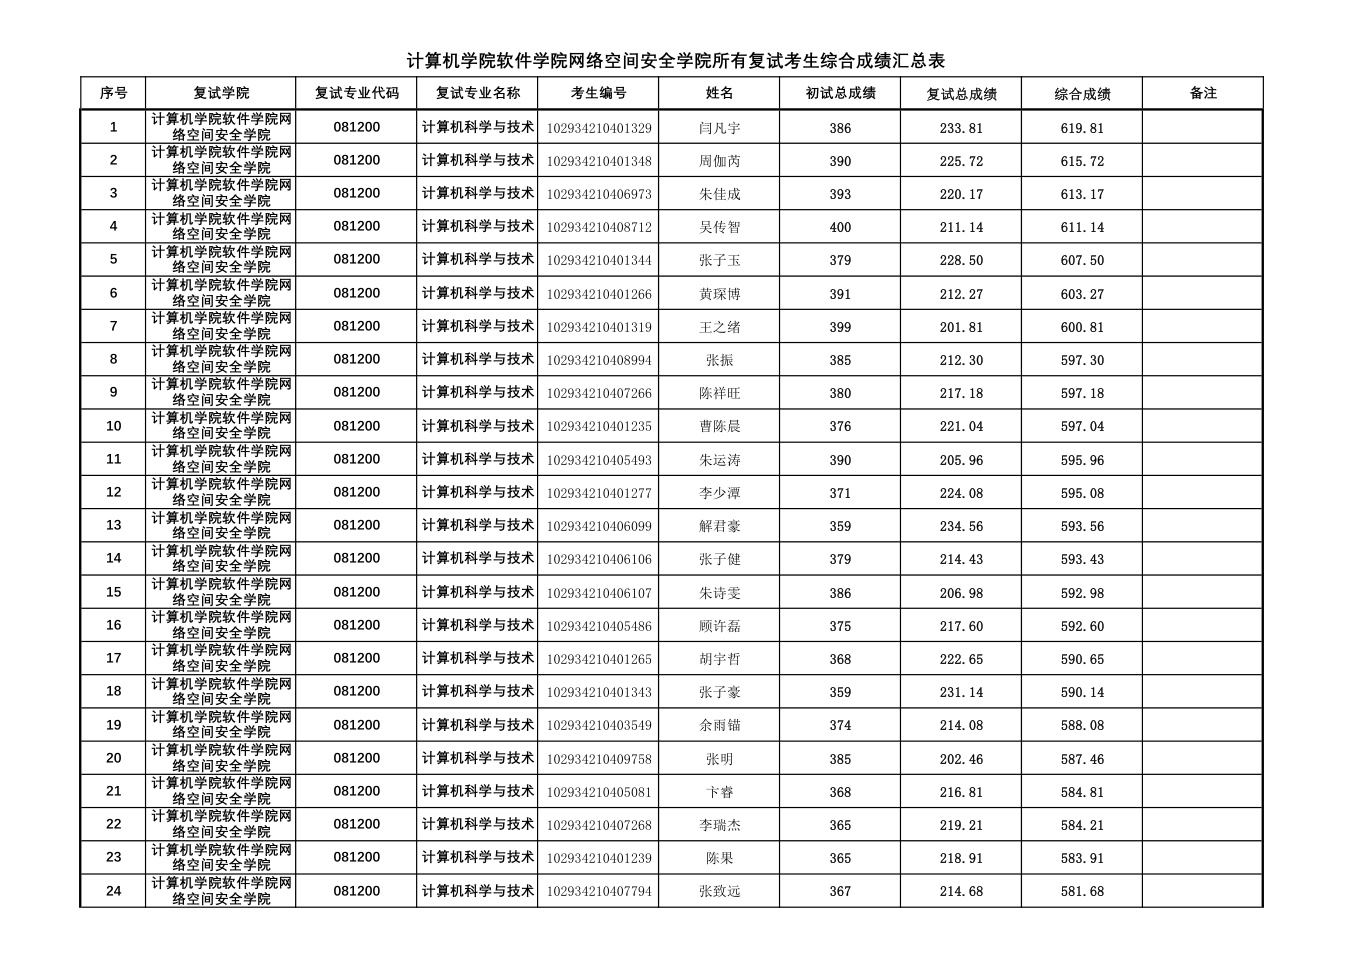 计算机学院软件学院网络空间安全学院所有复试考生综合成绩汇总表
序号 复试学院 复试专业代码 复试专业名称 考生编号 姓名 初试总成绩 复试总成绩 综合成绩 备注
1 计算机学院软件学院网络空间安全学院 081200 计算机科学与技术 102934210401329 闫凡宇 386 233.81 619.81
2 计算机学院软件学院网络空间安全学院 081200 计算机科学与技术 102934210401348 周伽芮 390 225.72 615.72
3 计算机学院软件学院网络空间安全学院 081200 计算机科学与技术 102934210406973 朱佳成 393 220.17 613.17
4 计算机学院软件学院网络空间安全学院 081200 计算机科学与技术 102934210408712 吴传智 400 211.14 611.14
5 计算机学院软件学院网络空间安全学院 081200 计算机科学与技术 102934210401344 张子玉 379 228.50 607.50
6 计算机学院软件学院网络空间安全学院 081200 计算机科学与技术 102934210401266 黄琛博 391 212.27 603.27
7 计算机学院软件学院网络空间安全学院 081200 计算机科学与技术 102934210401319 王之绪 399 201.81 600.81
8 计算机学院软件学院网络空间安全学院 081200 计算机科学与技术 102934210408994 张振 385 212.30 597.30
9 计算机学院软件学院网络空间安全学院 081200 计算机科学与技术 102934210407266 陈祥旺 380 217.18 597.18
10 计算机学院软件学院网络空间安全学院 081200 计算机科学与技术 102934210401235 曹陈晨 376 221.04 597.04
11 计算机学院软件学院网络空间安全学院 081200 计算机科学与技术 102934210405493 朱运涛 390 205.96 595.96
12 计算机学院软件学院网络空间安全学院 081200 计算机科学与技术 102934210401277 李少潭 371 224.08 595.08
13 计算机学院软件学院网络空间安全学院 081200 计算机科学与技术 102934210406099 解君豪 359 234.56 593.56
14 计算机学院软件学院网络空间安全学院 081200 计算机科学与技术 102934210406106 张子健 379 214.43 593.43
15 计算机学院软件学院网络空间安全学院 081200 计算机科学与技术 102934210406107 朱诗雯 386 206.98 592.98
16 计算机学院软件学院网络空间安全学院 081200 计算机科学与技术 102934210405486 顾许磊 375 217.60 592.60
17 计算机学院软件学院网络空间安全学院 081200 计算机科学与技术 102934210401265 胡宇哲 368 222.65 590.65
18 计算机学院软件学院网络空间安全学院 081200 计算机科学与技术 102934210401343 张子豪 359 231.14 590.14
19 计算机学院软件学院网络空间安全学院 081200 计算机科学与技术 102934210403549 余雨锚 374 214.08 588.08
20 计算机学院软件学院网络空间安全学院 081200 计算机科学与技术 102934210409758 张明 385 202.46 587.46
21 计算机学院软件学院网络空间安全学院 081200 计算机科学与技术 102934210405081 卞睿 368 216.81 584.81
22 计算机学院软件学院网络空间安全学院 081200 计算机科学与技术 102934210407268 李瑞杰 365 219.21 584.21
23 计算机学院软件学院网络空间安全学院 081200 计算机科学与技术 102934210401239 陈果 365 218.91 583.91
24 计算机学院软件学院网络空间安全学院 081200 计算机科学与技术 102934210407794 张致远 367 214.68 581.68